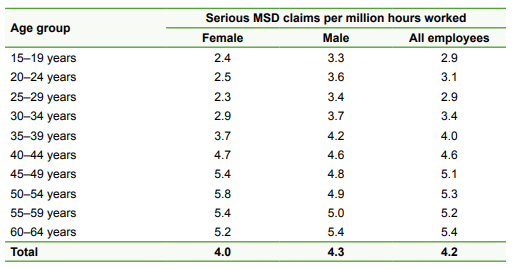 Age group Serious MSD claims per million hours worked
Female Male All employees
15–19 years 2.4 3.3 2.9
20–24 years 2.5 3.6 3.1
25–29 years 2.3 3.4 2.9
30–34 years 2.9 3.7 3.4
35–39 years 3.7 4.2 4.0
40–44 years 4.7 4.6 4.6
45–49 years 5.4 4.8 5.1
50–54 years 5.8 4.9 5.3
55–59 years 5.4 5.0 5.2
60–64 years 5.2 5.4 5.4
Total 4.0 4.3 4.2